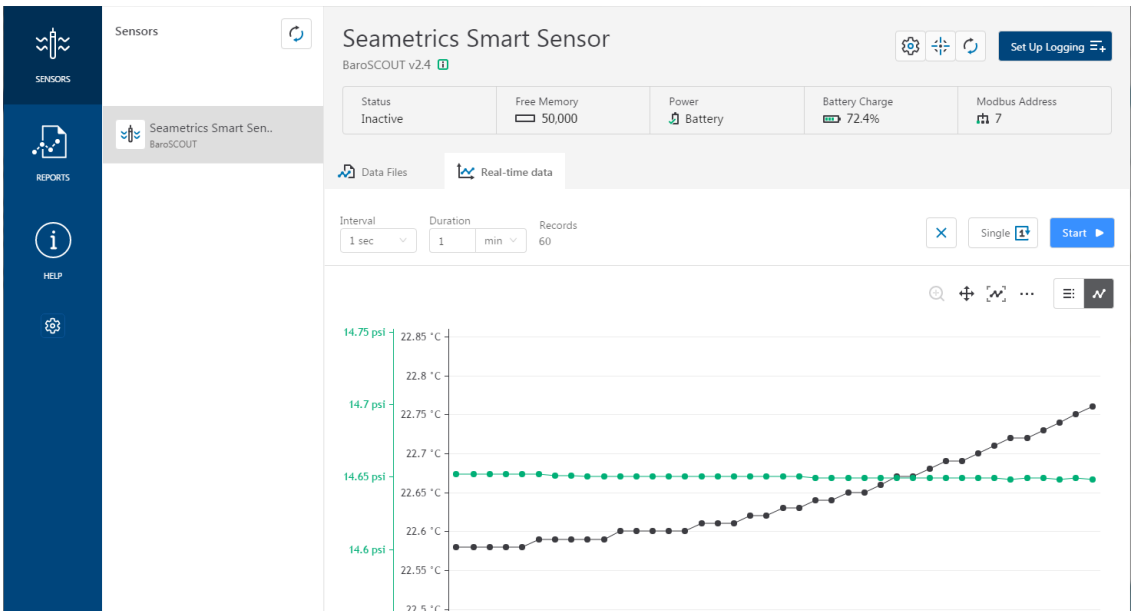 SENSORS
REPORTS
HELP
Sensors
Seametrics Smart Sen..
BaroSCOUT
Seametrics Smart Sensor
BaroSCOUT v2.4
Set Up Logging
Status
Inactive
Free Memory
50,000
Power
Battery
Battery Charge
72.4%
Modbus Address
7
Data Files
Real-time data
Interval
1 sec
Duration
1 min
Records
60
Single 1
Start
14.75 psi
14.7 psi
14.65 psi
14.6 psi
22.85 °C
22.8 °C
22.75 °C
22.7 °C
22.65 °C
22.6 °C
22.55 °C
22.5 °C